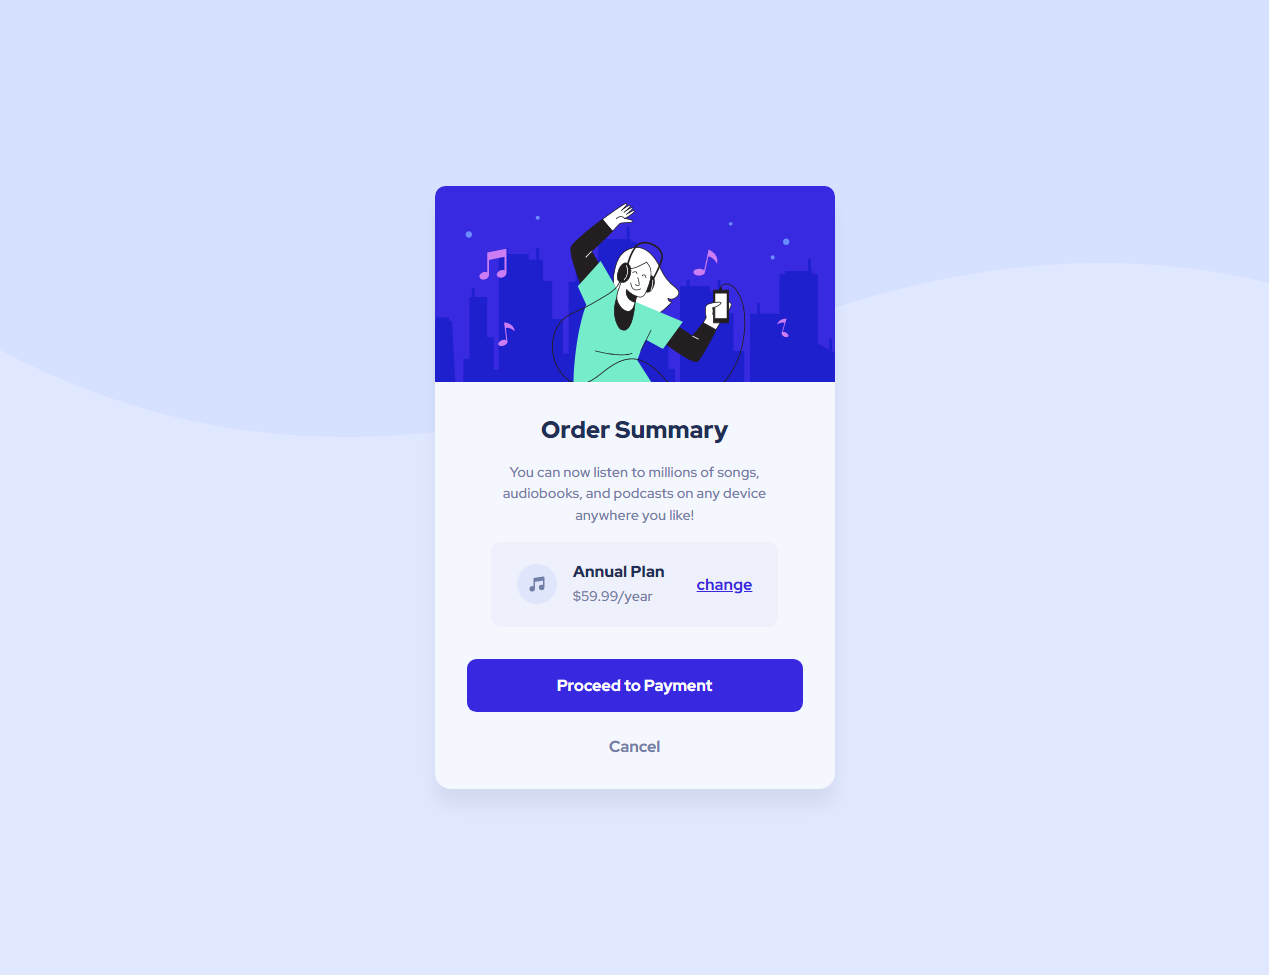 Order Summary
You can now listen to millions of songs,
audiobooks, and podcasts on any device
anywhere you like!
Annual Plan
$59.99/year
change
Proceed to Payment
Cancel